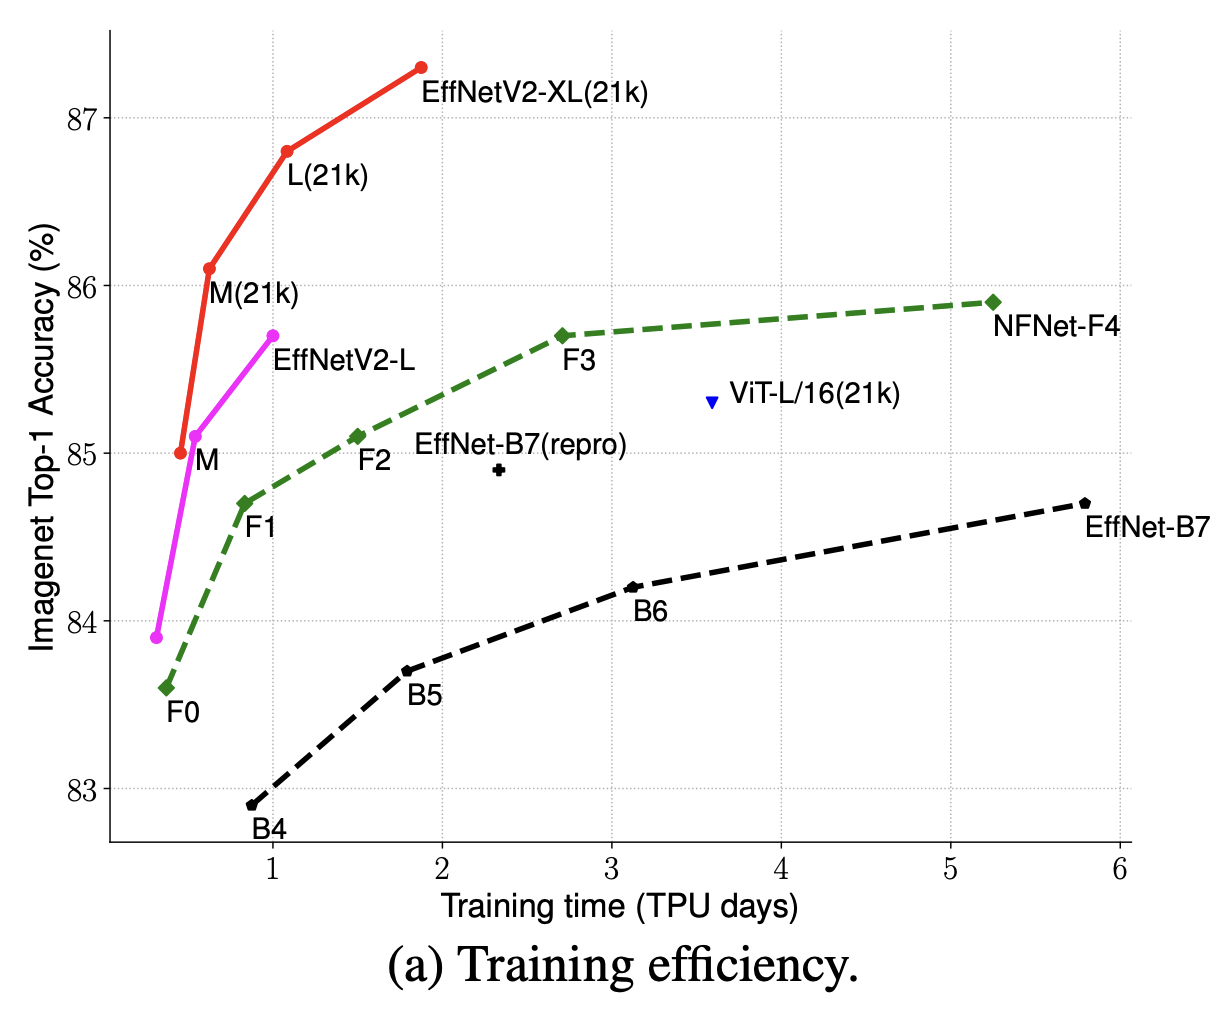 EffNetV2-XL(21k)
87
L(21k)
86
M(21k)
NFNet-F4
EffNetV2-L
F3
ViT-L/16(21k)
EffNet-B7(repro)
85
M
F2
F1
EffNet-B7
84
B6
F0
B5
83
B4
Imagenet Top-1 Accuracy (%)
1 2 3 4 5 6
Training time (TPU days)
(a) Training efficiency.